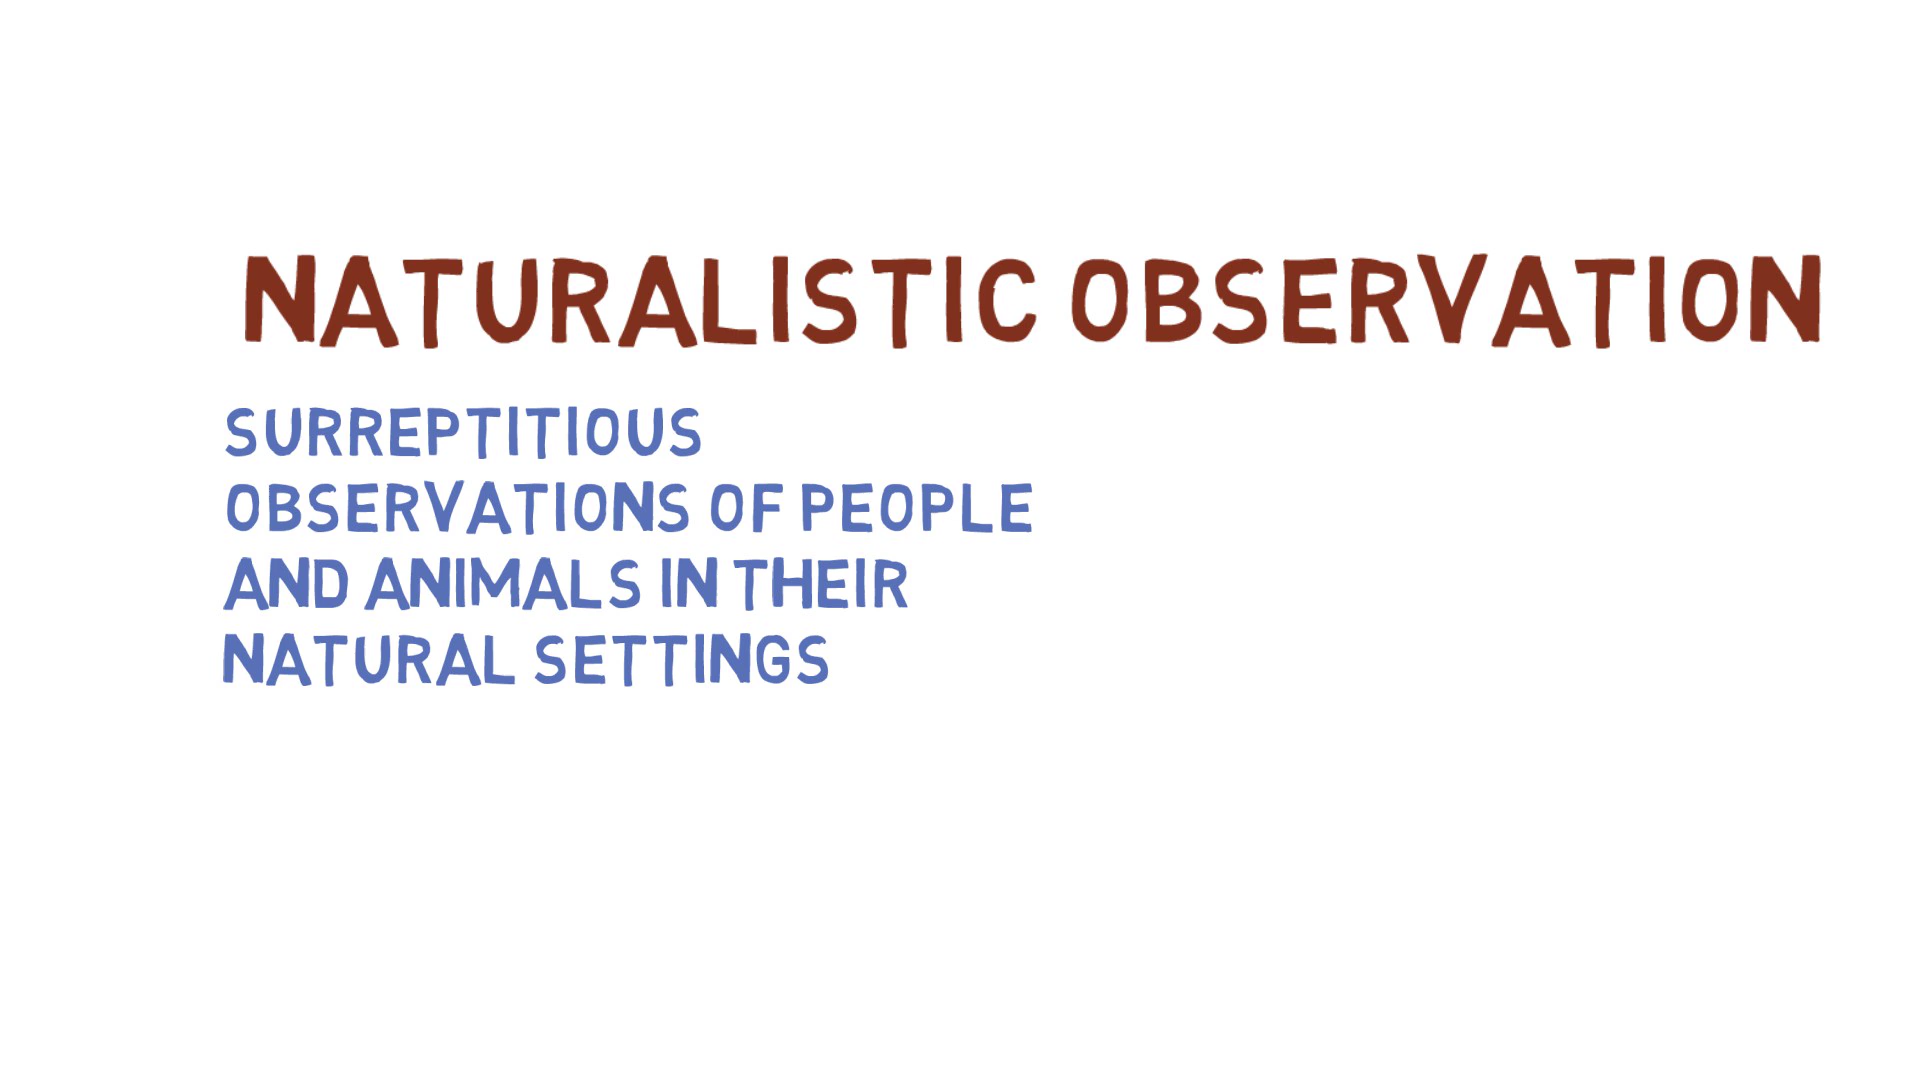 NATURALISTIC OBSERVATION
SURREPTITIOUS
OBSERVATIONS OF PEOPLE
AND ANIMALS IN THEIR
NATURAL SETTINGS